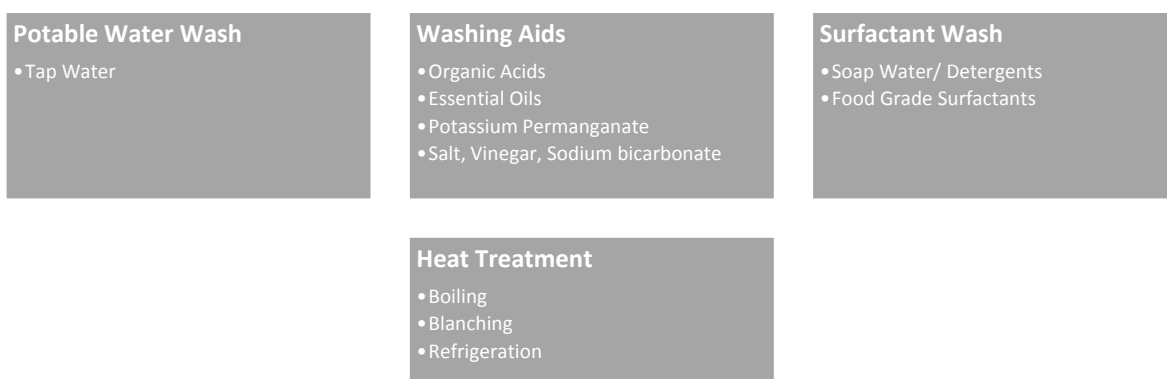 Potable Water Wash
•Tap Water
Washing Aids
•Organic Acids
•Essential Oils
•Potassium Permanganate
•Salt, Vinegar, Sodium bicarbonate
Surfactant Wash
•Soap Water/ Detergents
•Food Grade Surfactants
Heat Treatment
•Boiling
•Blanching
•Refrigeration